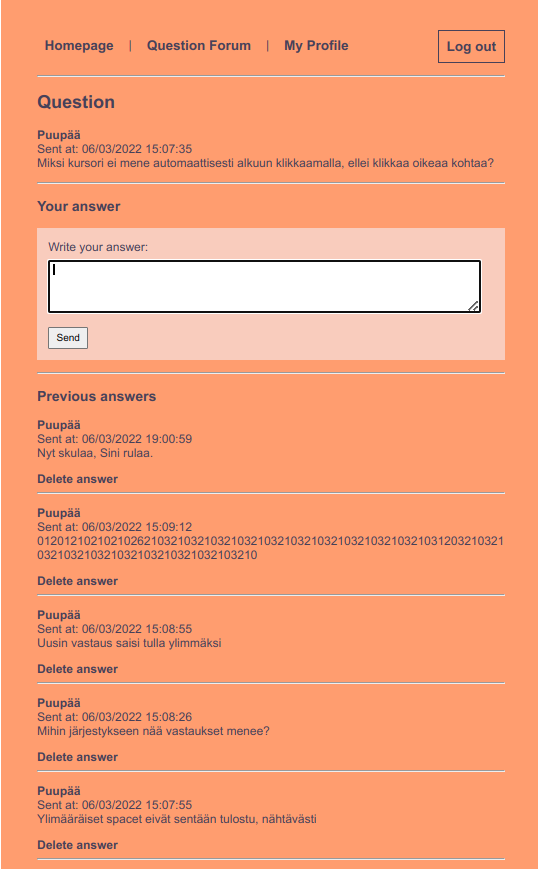 Homepage | Question Forum | My Profile Log out
Question
Puupää
Sent at: 06/03/2022 15:07:35
Miksi kursori ei mene automaattisesti alkuun klikkaamalla, ellei klikkaa oikeaa kohtaa?
Your answer
Write your answer:
Send
Previous answers
Puupää
Sent at: 06/03/2022 19:00:59
Nyt skulaa, Sini rulaa.
Delete answer
Puupää
Sent at: 06/03/2022 15:09:12
012012102102102621032103210321032103210321032103210321032103210312032103210
0321032103210321032103210321032103210
Delete answer
Puupää
Sent at: 06/03/2022 15:08:55
Uusin vastaus saisi tulla ylimmäksi
Delete answer
Puupää
Sent at: 06/03/2022 15:08:26
Mihin järjestykseen nää vastaukset menee?
Delete answer
Puupää
Sent at: 06/03/2022 15:07:55
Ylimääräiset spacet eivät sentään tulostu, nähtävästi
Delete answer